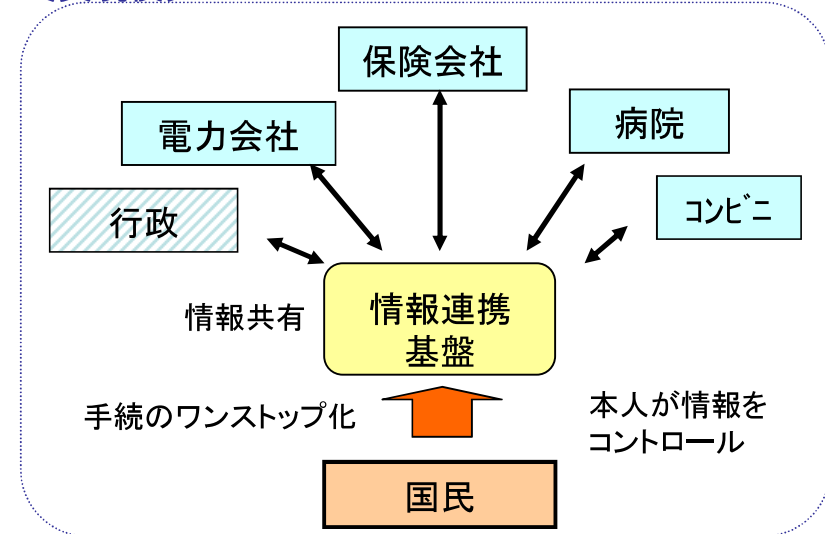 保険会社
電力会社
病院
行政
コンビニ
情報連携
基盤
情報共有
手続のワンストップ化
本人が情報を
コントロール
国民